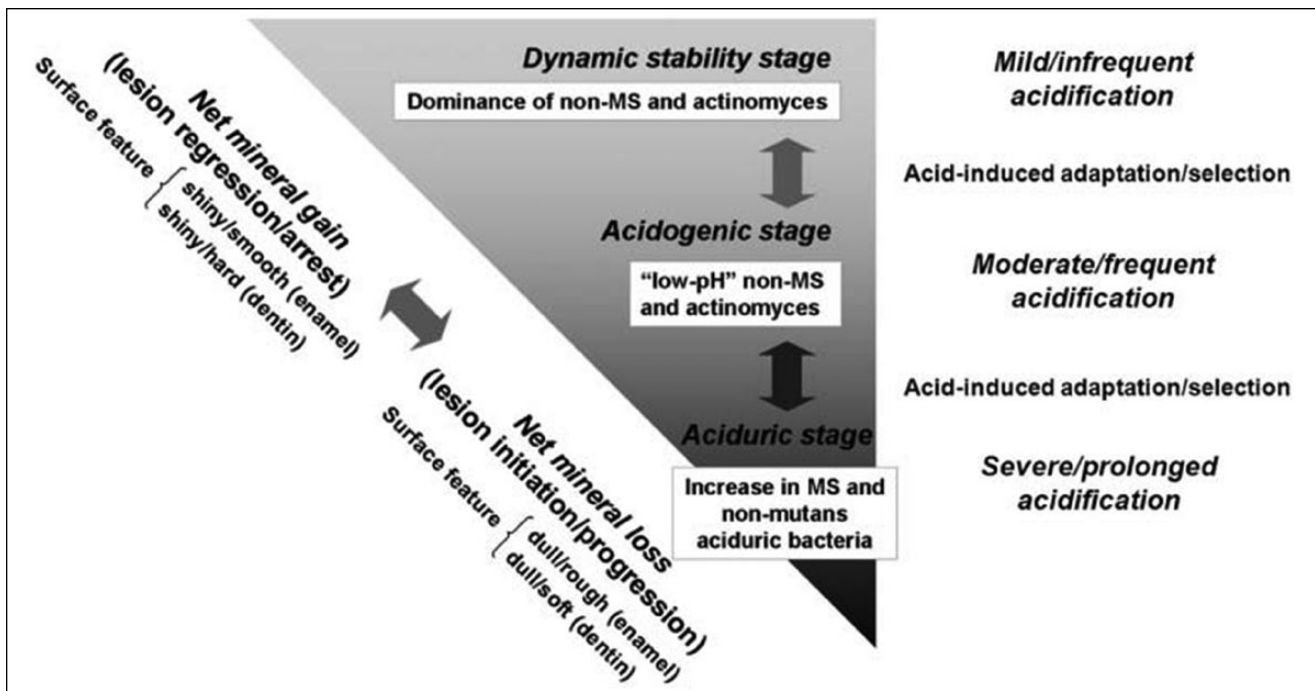 Dynamic stability stage
Dominance of non-MS and actinomyces
Acidogenic stage
“low-pH” non-MS
and actinomyces
Aciduric stage
Increase in MS and
non-mutans
aciduric bacteria
Mild/infrequent
acidification
Acid-induced adaptation/selection
Moderate/frequent
acidification
Acid-induced adaptation/selection
Severe/prolonged
acidification
Net mineral gain
(lesion regression/arrest)
Surface feature
shiny/smooth (enamel)
shiny/hard (dentin)
Net mineral loss
(lesion initiation/progression)
Surface feature
dull/rough (enamel)
dull/soft (dentin)